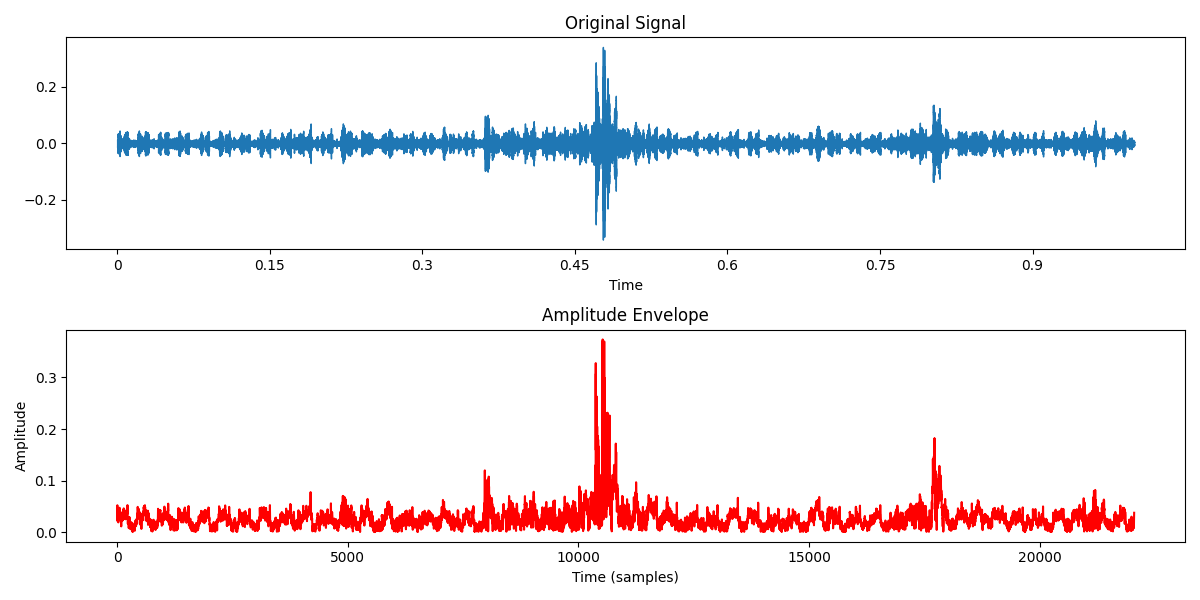 Original Signal
0.2
0.0
−0.2
0 0.15 0.3 0.45 0.6 0.75 0.9
Time
Amplitude Envelope
Amplitude
0.3
0.2
0.1
0.0
0 5000 10000 15000 20000
Time (samples)